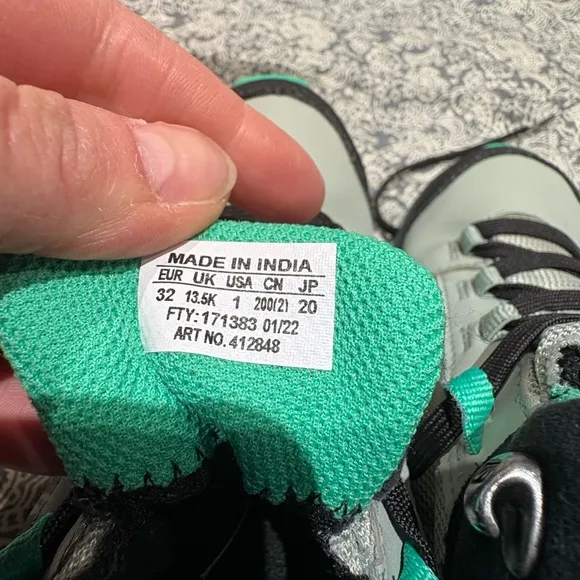 MADE IN INDIA
EUR UK USA CN JP
32 13.5K 1 200(2) 20
FTY: 171383 01/22
ART NO. 412848